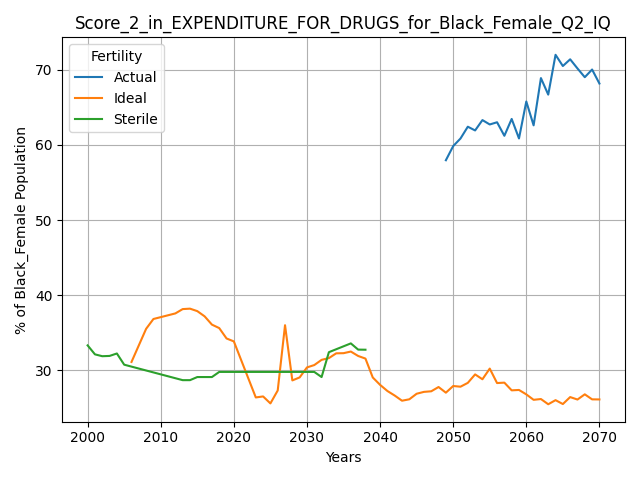 Score_2_in_EXPENDITURE_FOR_DRUGS_for_Black_Female_Q2_IQ
Fertility
Actual
Ideal
Sterile
% of Black_Female Population
70
60
50
40
30
2000 2010 2020 2030 2040 2050 2060 2070
Years